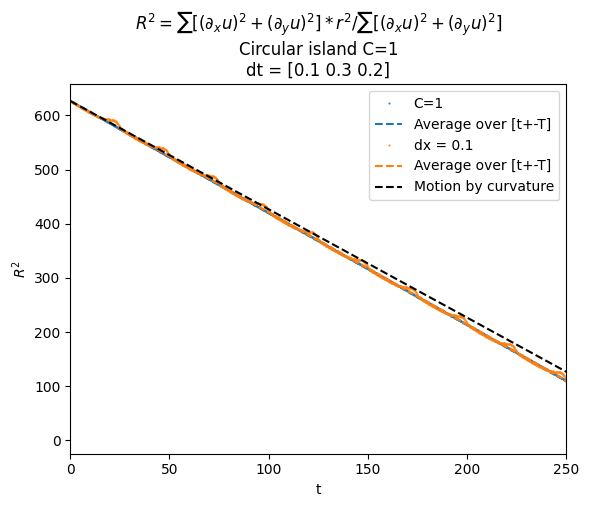 R² = ∑[(∂ₓu)² + (∂ᵧu)²] * r²/∑[(∂ₓu)² + (∂ᵧu)²]
Circular island C=1
dt = [0.1 0.3 0.2]
C=1
Average over [t+-T]
dx = 0.1
Average over [t+-T]
Motion by curvature
R²
600
500
400
300
200
100
0
0 50 100 150 200 250
t